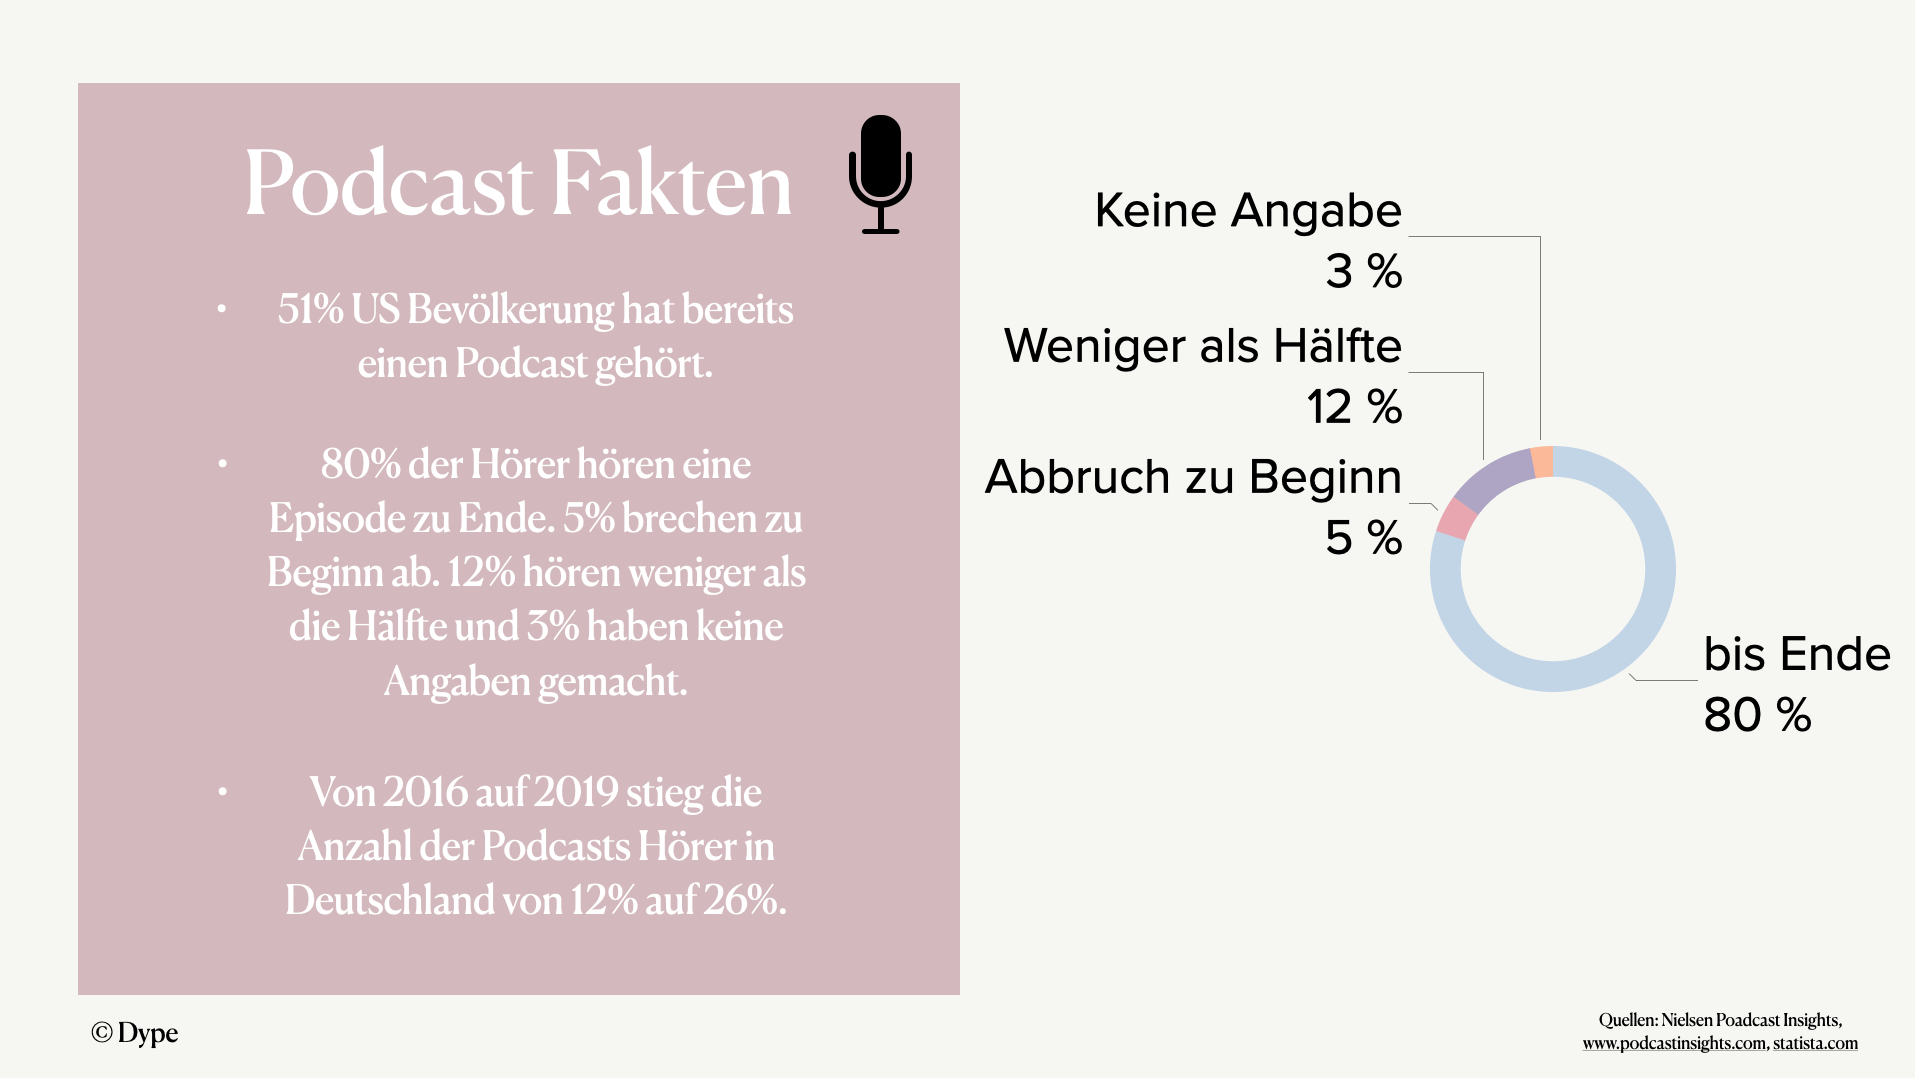 Podcast Fakten
• 51% US Bevölkerung hat bereits
einen Podcast gehört.
• 80% der Hörer hören eine
Episode zu Ende. 5% brechen zu
Beginn ab. 12% hören weniger als
die Hälfte und 3% haben keine
Angaben gemacht.
• Von 2016 auf 2019 stieg die
Anzahl der Podcasts Hörer in
Deutschland von 12% auf 26%.
Keine Angabe
3 %
Weniger als Hälfte
12 %
Abbruch zu Beginn
5 %
bis Ende
80 %
© Dype
Quellen: Nielsen Poadcast Insights,
www.podcastinsights.com, statista.com